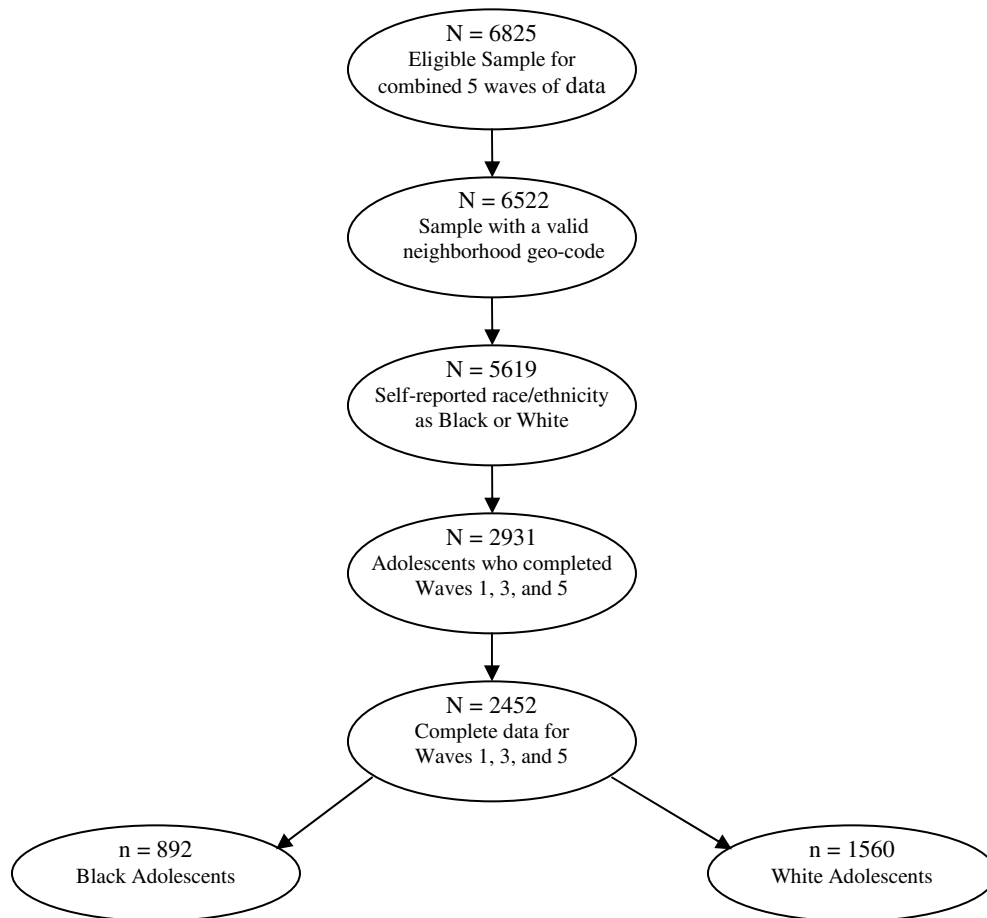 N = 6825
Eligible Sample for
combined 5 waves of data
N = 6522
Sample with a valid
neighborhood geo-code
N = 5619
Self-reported race/ethnicity
as Black or White
N = 2931
Adolescents who completed
Waves 1, 3, and 5
N = 2452
Complete data for
Waves 1, 3, and 5
n = 892
Black Adolescents
n = 1560
White Adolescents